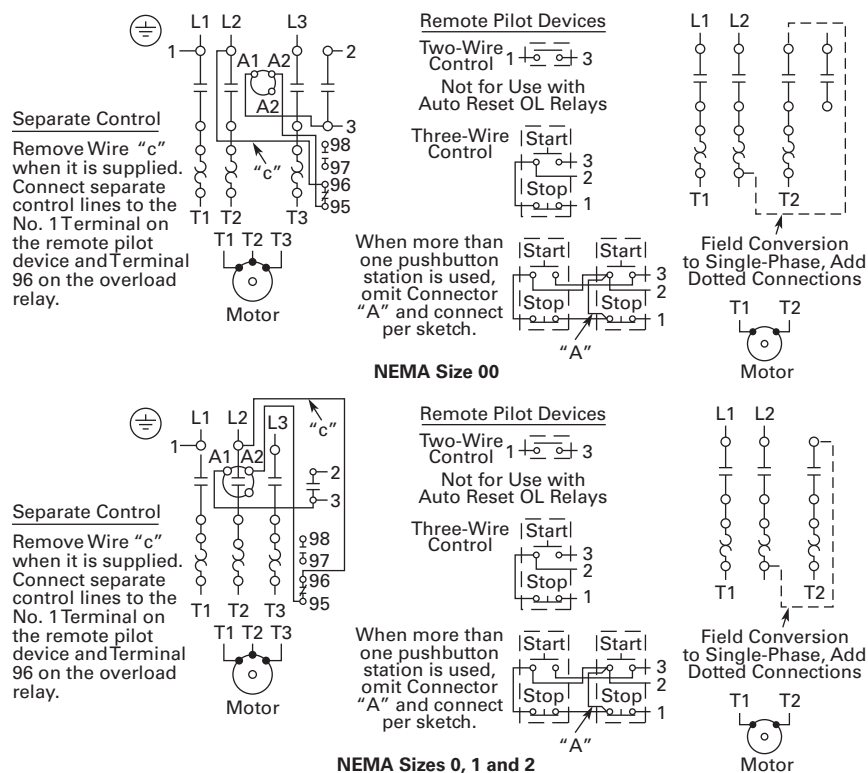 L1 L2 L3
1
2
A1 A2
A2
3
98
97
96
95
"c"
T1 T2 T3
T1 T2 T3
Motor
Separate Control
Remove Wire "c"
when it is supplied.
Connect separate
control lines to the
No. 1 Terminal on
the remote pilot
device and Terminal
96 on the overload
relay.
Remote Pilot Devices
Two-Wire
Control
1 3
Not for Use with
Auto Reset OL Relays
Three-Wire
Control
Start
3
2
Stop
1
When more than
one pushbutton
station is used,
omit Connector
"A" and connect
per sketch.
Start Start
3
2
Stop Stop
1
"A"
L1 L2
T1 T2
Field Conversion
to Single-Phase, Add
Dotted Connections
T1 T2
Motor
NEMA Size 00
L1 L2 L3
"c"
1
A1 A2
2
3
98
97
96
95
T1 T2 T3
T1 T2 T3
Motor
Separate Control
Remove Wire "c"
when it is supplied.
Connect separate
control lines to the
No. 1 Terminal on
the remote pilot
device and Terminal
96 on the overload
relay.
Remote Pilot Devices
Two-Wire
Control
1 3
Not for Use with
Auto Reset OL Relays
Three-Wire
Control
Start
3
2
Stop
1
When more than
one pushbutton
station is used,
omit Connector
"A" and connect
per sketch.
Start Start
3
2
Stop Stop
1
"A"
L1 L2
T1 T2
Field Conversion
to Single-Phase, Add
Dotted Connections
T1 T2
Motor
NEMA Sizes 0, 1 and 2